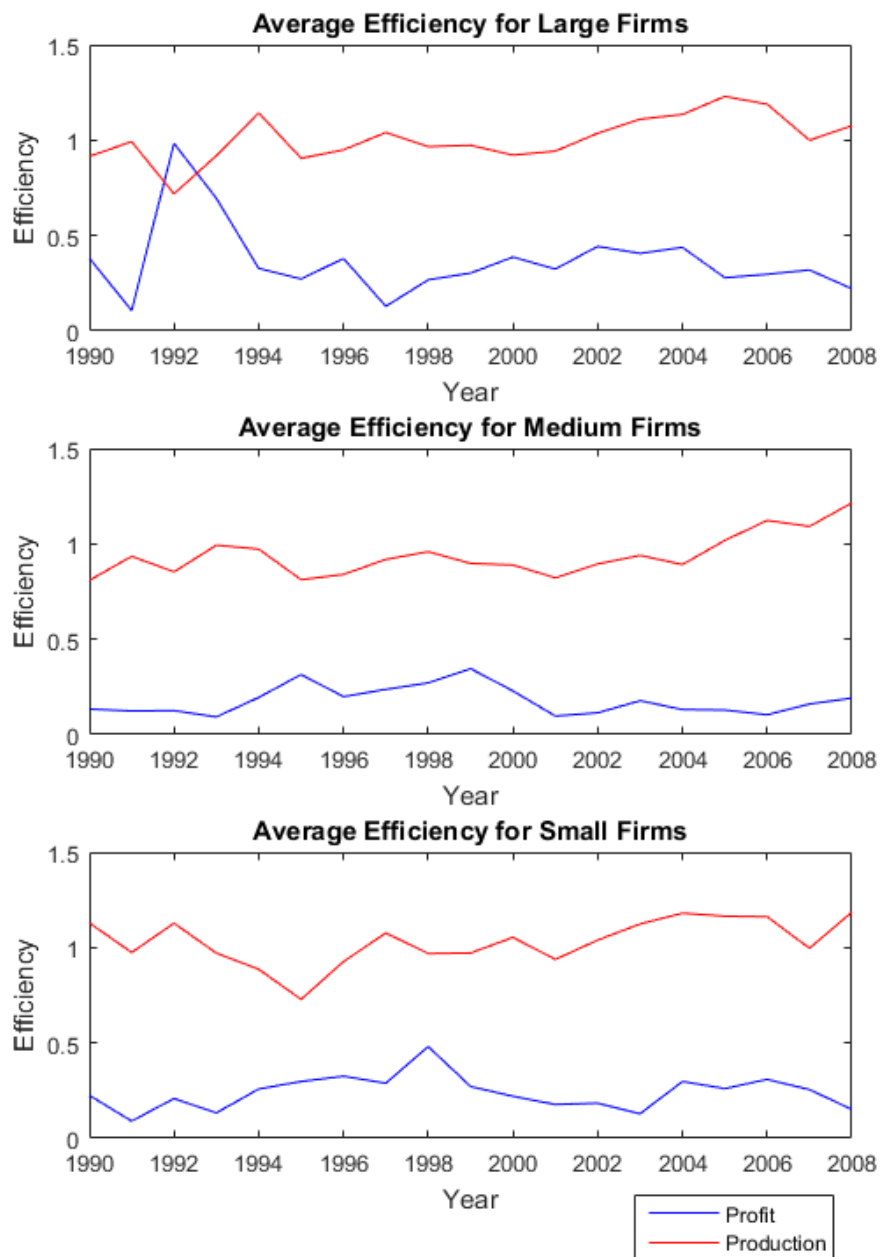 Average Efficiency for Large Firms
1.5
1
0.5
0
Efficiency
1990 1992 1994 1996 1998 2000 2002 2004 2006 2008
Year
Average Efficiency for Medium Firms
1.5
1
0.5
0
Efficiency
1990 1992 1994 1996 1998 2000 2002 2004 2006 2008
Year
Average Efficiency for Small Firms
1.5
1
0.5
0
Efficiency
1990 1992 1994 1996 1998 2000 2002 2004 2006 2008
Year
Profit
Production